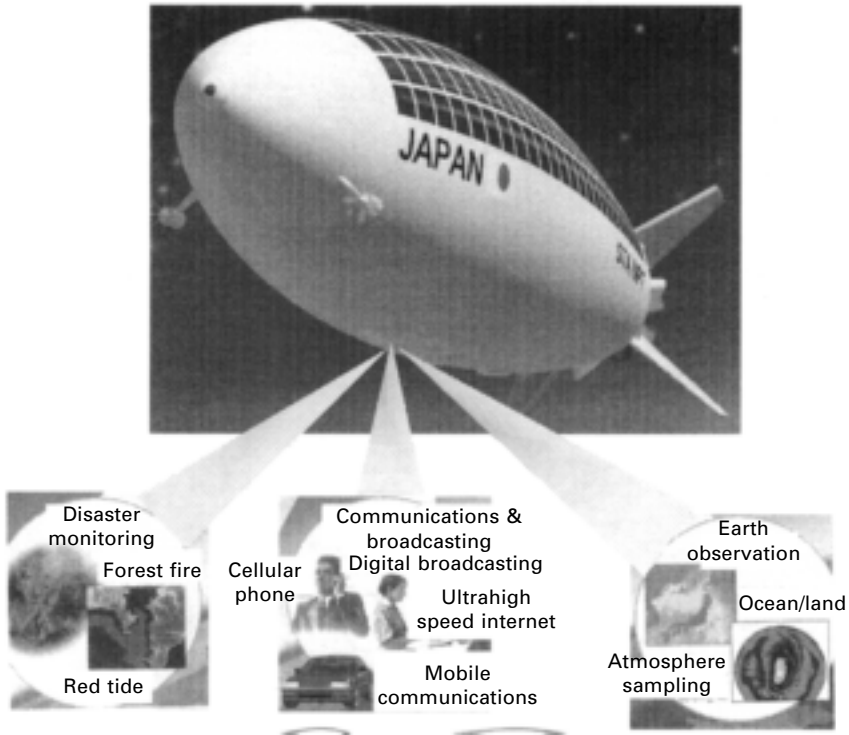 JAPAN
Disaster
monitoring
Forest fire
Red tide
Communications &
broadcasting
Digital broadcasting
Cellular
phone
Ultrahigh
speed internet
Mobile
communications
Earth
observation
Ocean/land
Atmosphere
sampling